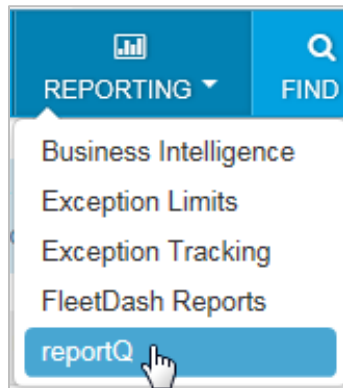 REPORTING
FIND
Business Intelligence
Exception Limits
Exception Tracking
FleetDash Reports
reportQ